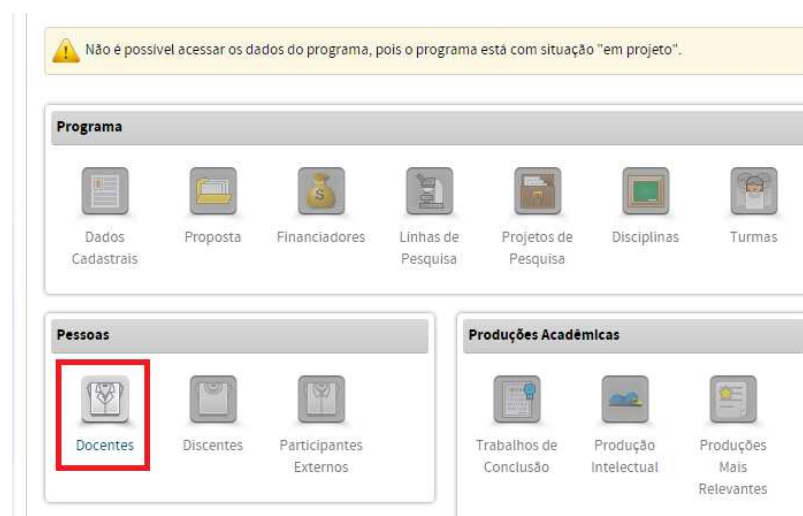 Não é possível acessar os dados do programa, pois o programa está com situação "em projeto".
Programa
Dados
Cadastrais
Proposta
Financiadores
Linhas de
Pesquisa
Projetos de
Pesquisa
Disciplinas
Turmas
Pessoas
Docentes
Discentes
Participantes
Externos
Produções Acadêmicas
Trabalhos de
Conclusão
Produção
Intelectual
Produções
Mais
Relevantes